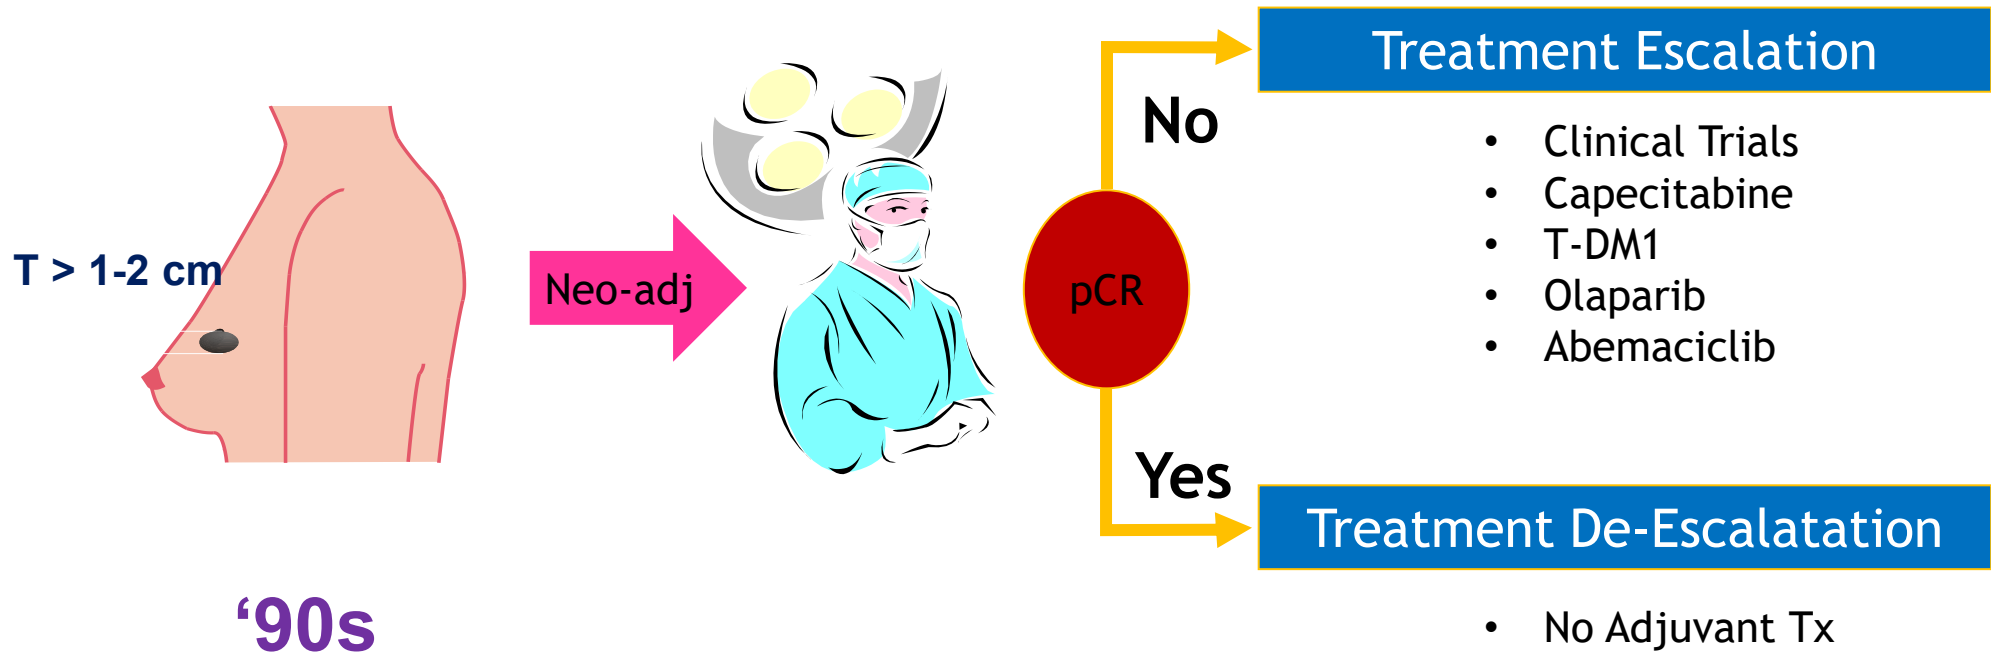 T > 1-2 cm
‘90s
Neo-adj
pCR
No
Treatment Escalation
• Clinical Trials
• Capecitabine
• T-DM1
• Olaparib
• Abemaciclib
Yes
Treatment De-Escalatation
• No Adjuvant Tx